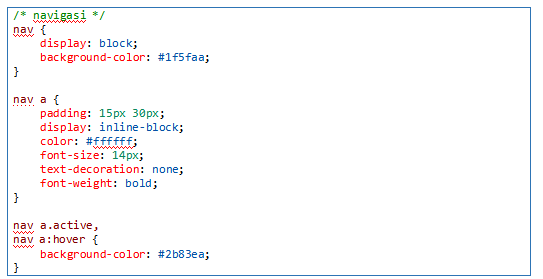 /* navigasi */
nav {
    display: block;
    background-color: #1f5faa;
}

nav a {
    padding: 15px 30px;
    display: inline-block;
    color: #ffffff;
    font-size: 14px;
    text-decoration: none;
    font-weight: bold;
}

nav a.active,
nav a:hover {
    background-color: #2b83ea;
}